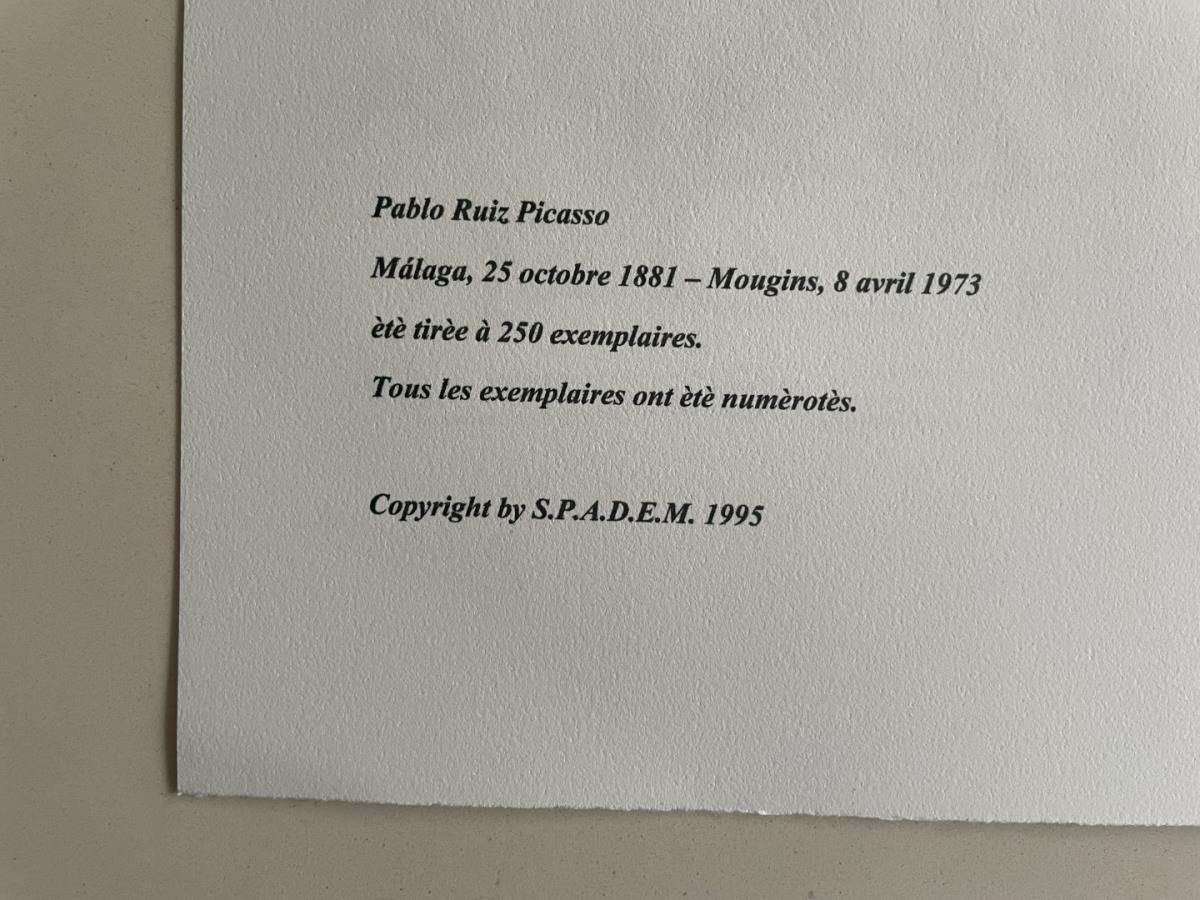 Pablo Ruiz Picasso
Málaga, 25 octobre 1881 – Mougins, 8 avril 1973
ètè tirèe à 250 exemplaires.
Tous les exemplaires ont ètè numèrotès.
Copyright by S.P.A.D.E.M. 1995